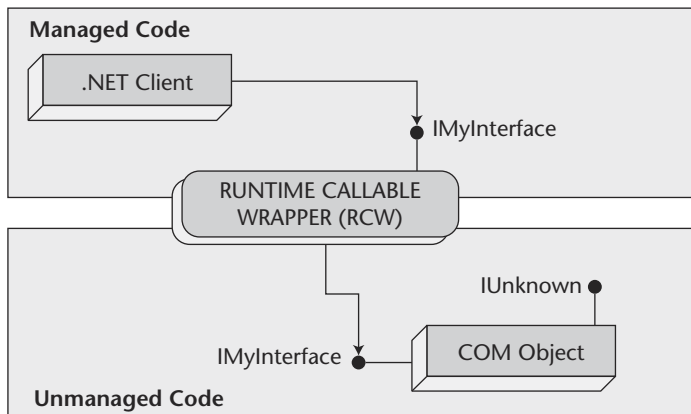 Managed Code
.NET Client
IMyInterface
RUNTIME CALLABLE
WRAPPER (RCW)
IUnknown
IMyInterface
COM Object
Unmanaged Code